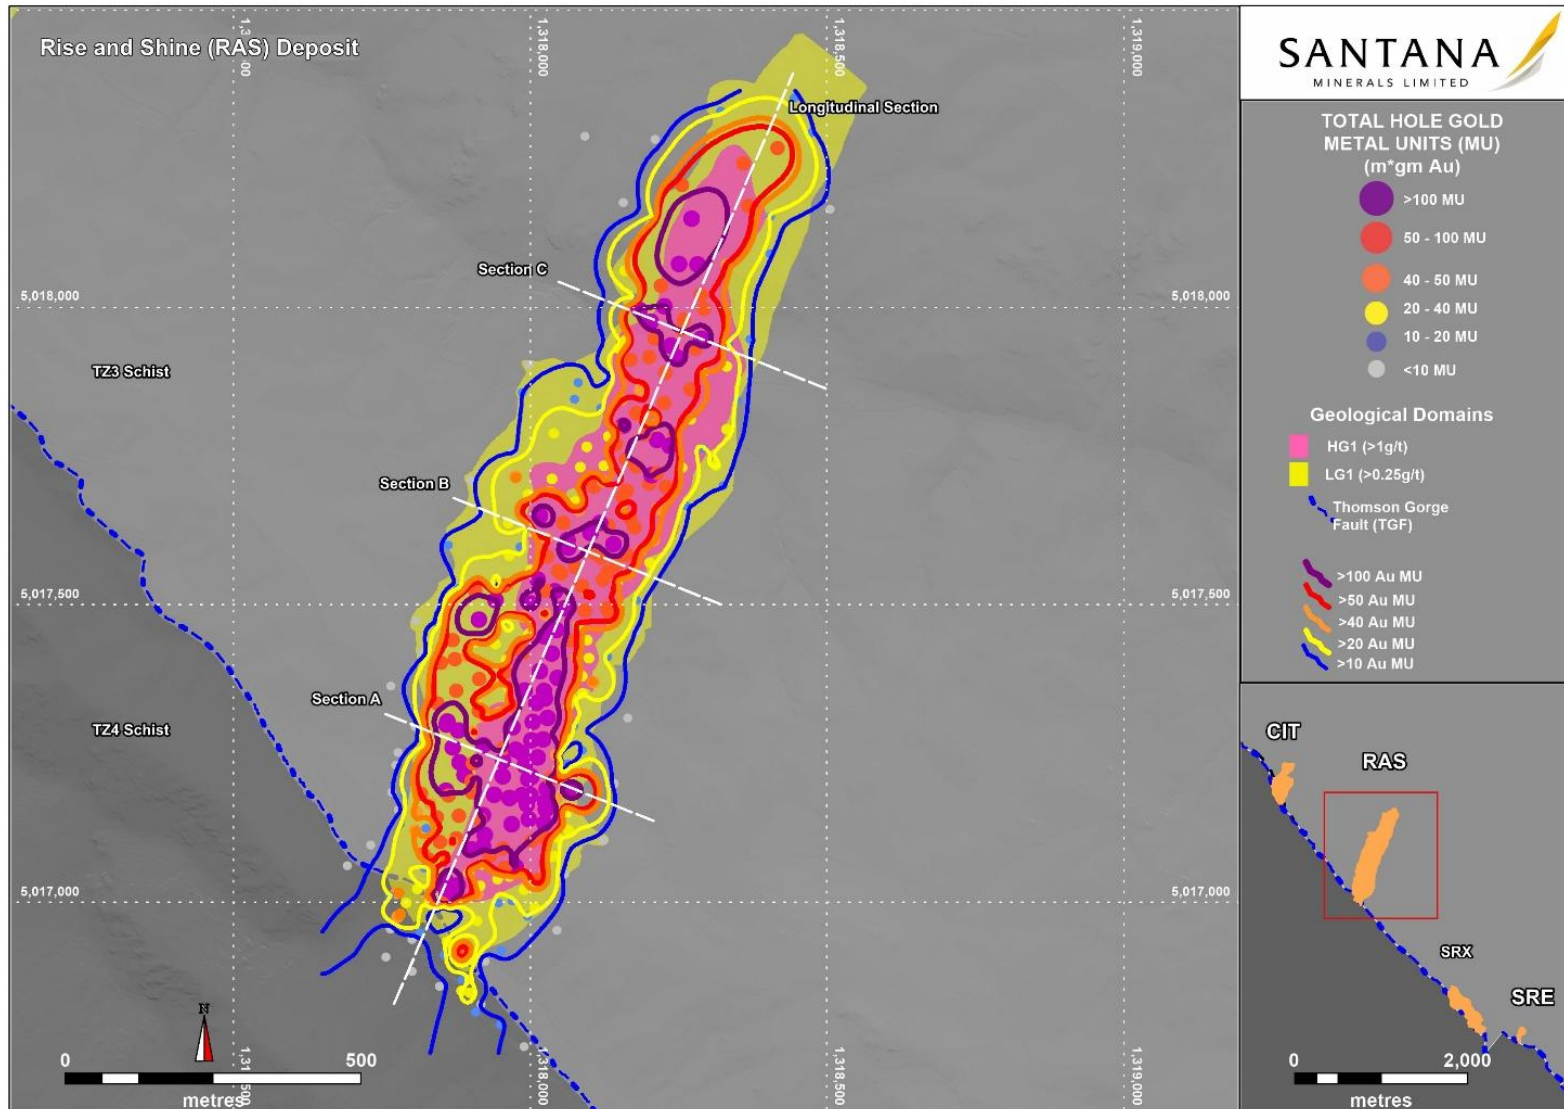 Rise and Shine (RAS) Deposit
1,318,000
1,318,500
1,319,000
Longitudinal Section
Section C
5,018,000
5,018,000
TZ3 Schist
Section B
5,017,500
5,017,500
Section A
TZ4 Schist
5,017,000
5,017,000
N
0 500
metres
1,318,000
1,318,500
1,319,000
SANTANA
MINERALS LIMITED
TOTAL HOLE GOLD
METAL UNITS (MU)
(m*gm Au)
>100 MU
50 - 100 MU
40 - 50 MU
20 - 40 MU
10 - 20 MU
<10 MU
Geological Domains
HG1 (>1g/t)
LG1 (>0.25g/t)
Thomson Gorge
Fault (TGF)
>100 Au MU
>50 Au MU
>40 Au MU
>20 Au MU
>10 Au MU
CIT
RAS
SRX
SRE
0 2,000
metres